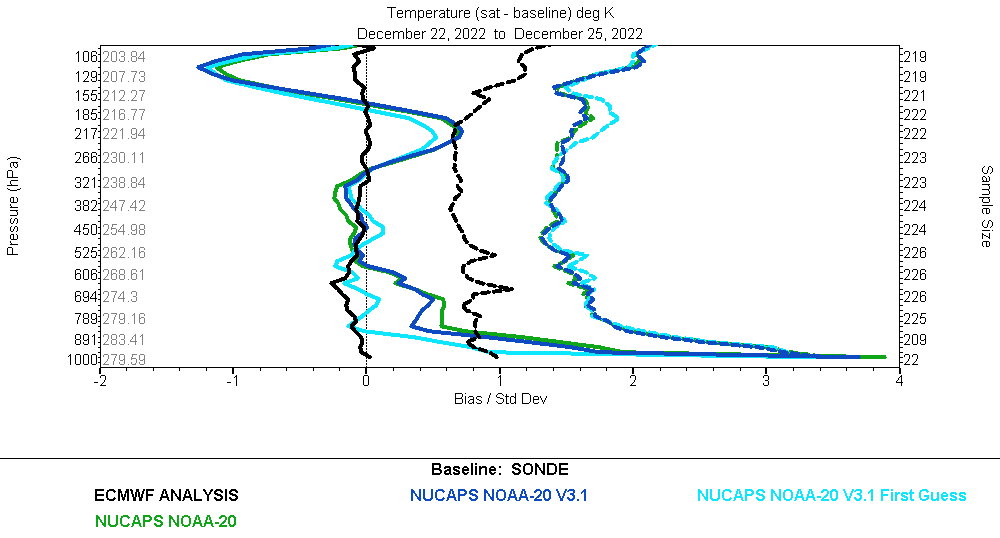 Temperature (sat - baseline) deg K
December 22, 2022 to December 25, 2022
106 203.84 219
129 207.73 219
155 212.27 221
185 216.77 222
217 221.94 222
266 230.11 223
321 238.84 223
382 247.42 224
450 254.98 224
525 262.16 226
606 268.61 226
694 274.3 226
789 279.16 225
891 283.41 209
1000 279.59 22
Pressure (hPa)
Sample Size
-2 -1 0 1 2 3 4
Bias / Std Dev
Baseline: SONDE
ECMWF ANALYSIS NUCAPS NOAA-20 V3.1 NUCAPS NOAA-20 V3.1 First Guess
NUCAPS NOAA-20